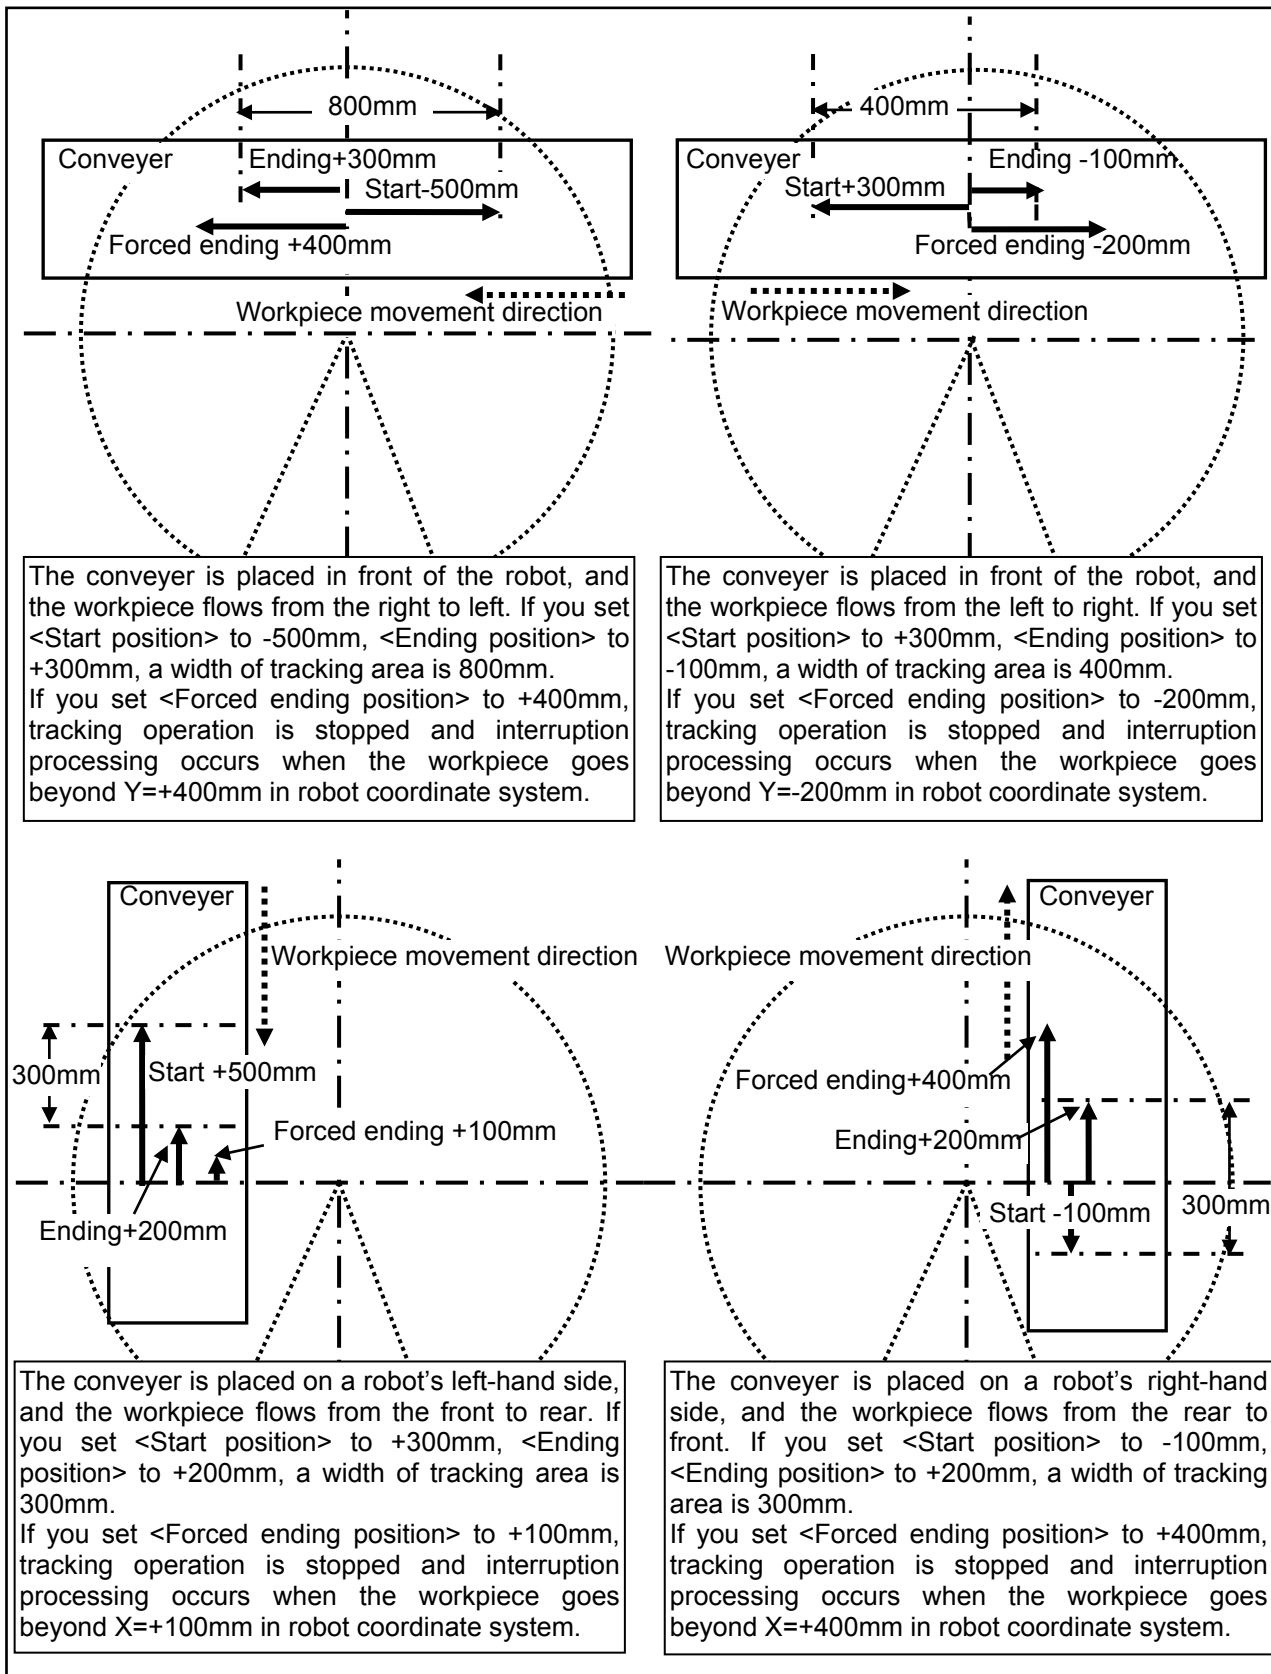 800mm
Conveyer
Ending+300mm
Start-500mm
Forced ending +400mm
Workpiece movement direction
400mm
Conveyer
Ending -100mm
Start+300mm
Forced ending -200mm
Workpiece movement direction
The conveyer is placed in front of the robot, and
the workpiece flows from the right to left. If you set
<Start position> to -500mm, <Ending position> to
+300mm, a width of tracking area is 800mm.
If you set <Forced ending position> to +400mm,
tracking operation is stopped and interruption
processing occurs when the workpiece goes
beyond Y=+400mm in robot coordinate system.
The conveyer is placed in front of the robot, and
the workpiece flows from the left to right. If you set
<Start position> to +300mm, <Ending position> to
-100mm, a width of tracking area is 400mm.
If you set <Forced ending position> to -200mm,
tracking operation is stopped and interruption
processing occurs when the workpiece goes
beyond Y=-200mm in robot coordinate system.
Conveyer
Workpiece movement direction
300mm
Start +500mm
Forced ending +100mm
Ending+200mm
Conveyer
Workpiece movement direction
Forced ending+400mm
Ending+200mm
Start -100mm
300mm
The conveyer is placed on a robot’s left-hand side,
and the workpiece flows from the front to rear. If
you set <Start position> to +300mm, <Ending
position> to +200mm, a width of tracking area is
300mm.
If you set <Forced ending position> to +100mm,
tracking operation is stopped and interruption
processing occurs when the workpiece goes
beyond X=+100mm in robot coordinate system.
The conveyer is placed on a robot’s right-hand
side, and the workpiece flows from the rear to
front. If you set <Start position> to -100mm,
<Ending position> to +200mm, a width of tracking
area is 300mm.
If you set <Forced ending position> to +400mm,
tracking operation is stopped and interruption
processing occurs when the workpiece goes
beyond X=+400mm in robot coordinate system.